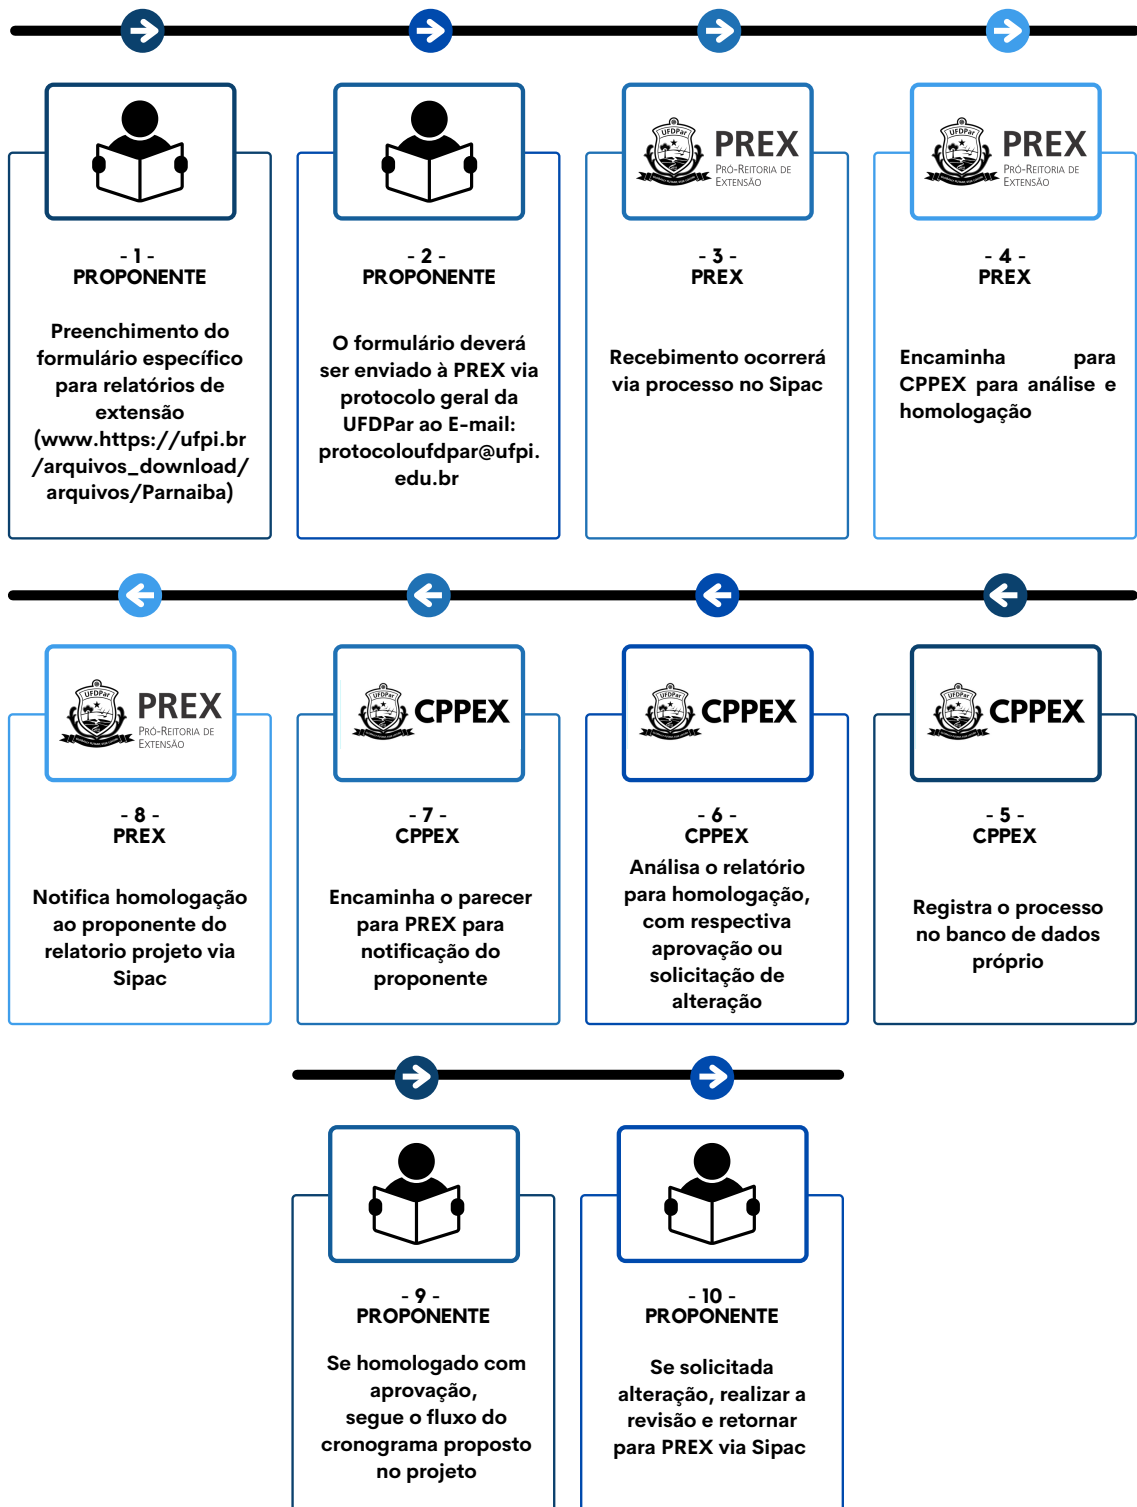 UFDPar
PREX
PRÓ-REITORIA DE
EXTENSÃO
UFDPar
PREX
PRÓ-REITORIA DE
EXTENSÃO
- 1 -
PROPONENTE
Preenchimento do
formulário específico
para relatórios de
extensão
(www.https://ufpi.br
/arquivos_download/
arquivos/Parnaiba)
- 2 -
PROPONENTE
O formulário deverá
ser enviado à PREX via
protocolo geral da
UFDPar ao E-mail:
protocoloufdpar@ufpi.
edu.br
- 3 -
PREX
Recebimento ocorrerá
via processo no Sipac
- 4 -
PREX
Encaminha para
CPPEX para análise e
homologação
UFDPar
CPPEX
- 5 -
CPPEX
Registra o processo
no banco de dados
próprio
UFDPar
CPPEX
- 6 -
CPPEX
Análisa o relatório
para homologação,
com respectiva
aprovação ou
solicitação de
alteração
UFDPar
CPPEX
- 7 -
CPPEX
Encaminha o parecer
para PREX para
notificação do
proponente
UFDPar
PREX
PRÓ-REITORIA DE
EXTENSÃO
- 8 -
PREX
Notifica homologação
ao proponente do
relatorio projeto via
Sipac
- 9 -
PROPONENTE
Se homologado com
aprovação,
segue o fluxo do
cronograma proposto
no projeto
- 10 -
PROPONENTE
Se solicitada
alteração, realizar a
revisão e retornar
para PREX via Sipac